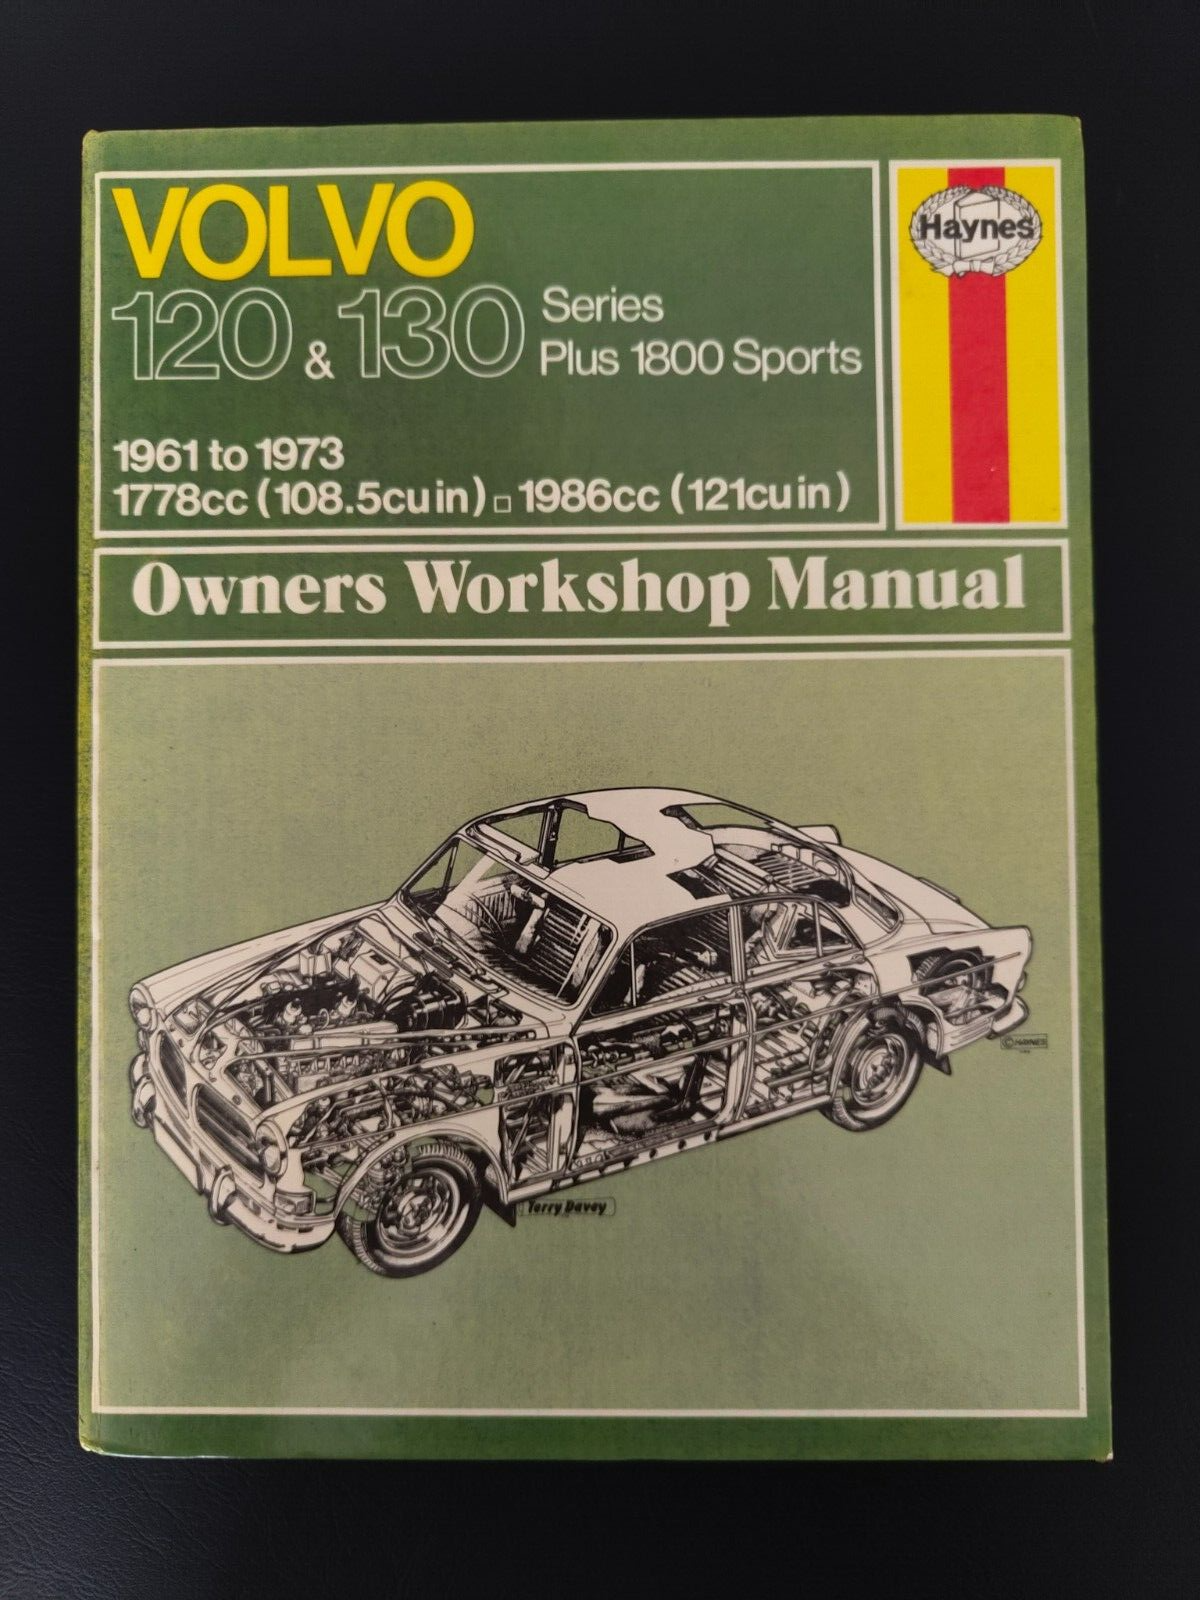 VOLVO
120 & 130 Series
Plus 1800 Sports
1961 to 1973
1778cc (108.5cu in) □ 1986cc (121cu in)
Haynes
Owners Workshop Manual
©HAYNES
Terry Davey